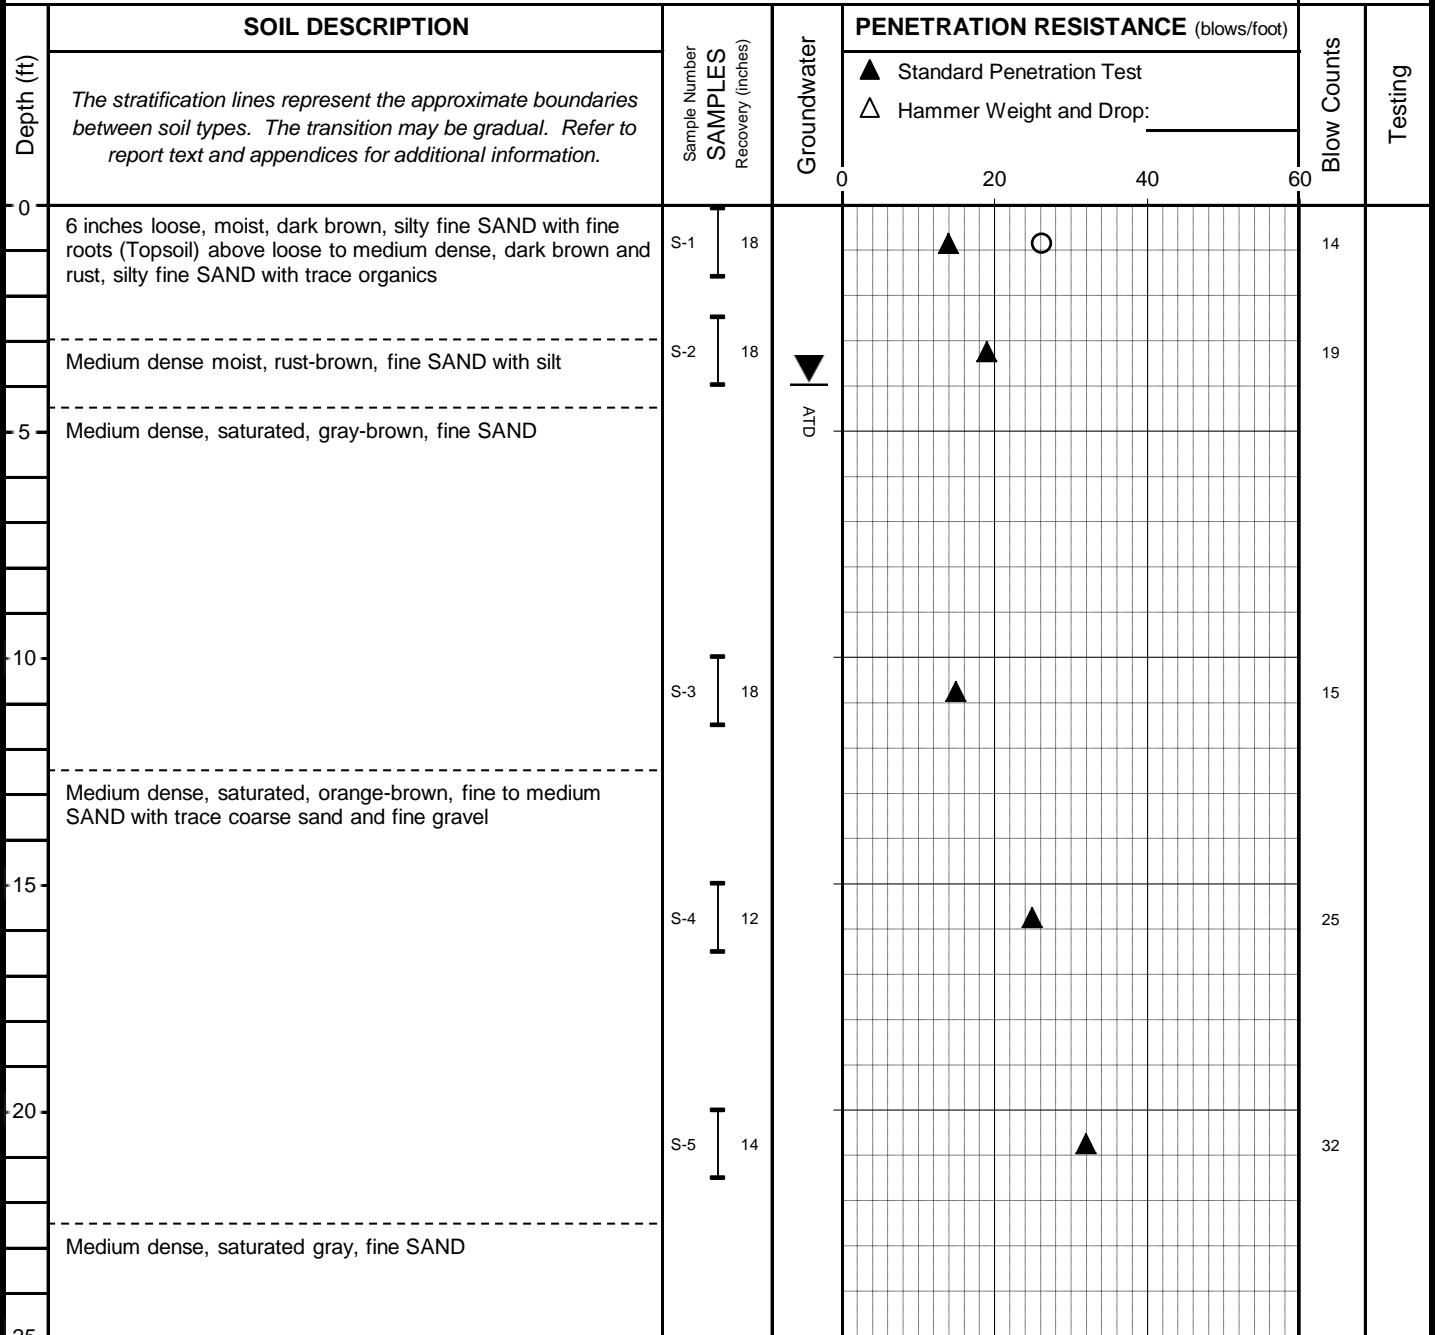 SOIL DESCRIPTION
The stratification lines represent the approximate boundaries
between soil types. The transition may be gradual. Refer to
report text and appendices for additional information.
Depth (ft)
Sample Number
SAMPLES
Recovery (inches)
Groundwater
PENETRATION RESISTANCE (blows/foot)
▲ Standard Penetration Test
△ Hammer Weight and Drop:
0 20 40 60
Blow Counts
Testing
0
6 inches loose, moist, dark brown, silty fine SAND with fine
roots (Topsoil) above loose to medium dense, dark brown and
rust, silty fine SAND with trace organics
S-1 18 14
Medium dense moist, rust-brown, fine SAND with silt
S-2 18 19
ATD
5
Medium dense, saturated, gray-brown, fine SAND
10
S-3 18 15
Medium dense, saturated, orange-brown, fine to medium
SAND with trace coarse sand and fine gravel
15
S-4 12 25
20
S-5 14 32
Medium dense, saturated gray, fine SAND
25